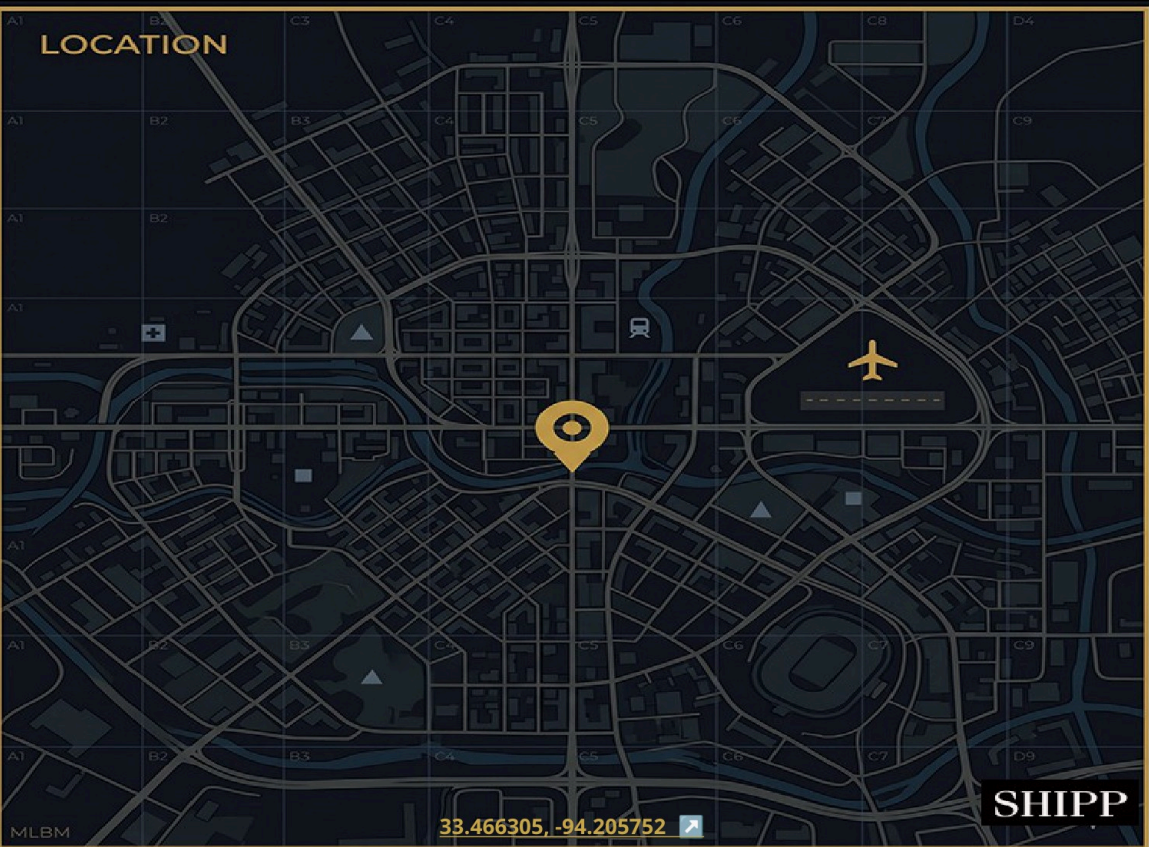 A1 B2 C3 C4 C5 C6 C8 D4
LOCATION
A1 B2 B3 C4 C5 C6 C7 C9
A1 B2
A1
A1
A1 B2 B3 C4 C5 C6 C7 C9
A1 B2 B3 C4 C5 C6 C7 D9
SHIPP
33.466305, -94.205752
MLBM